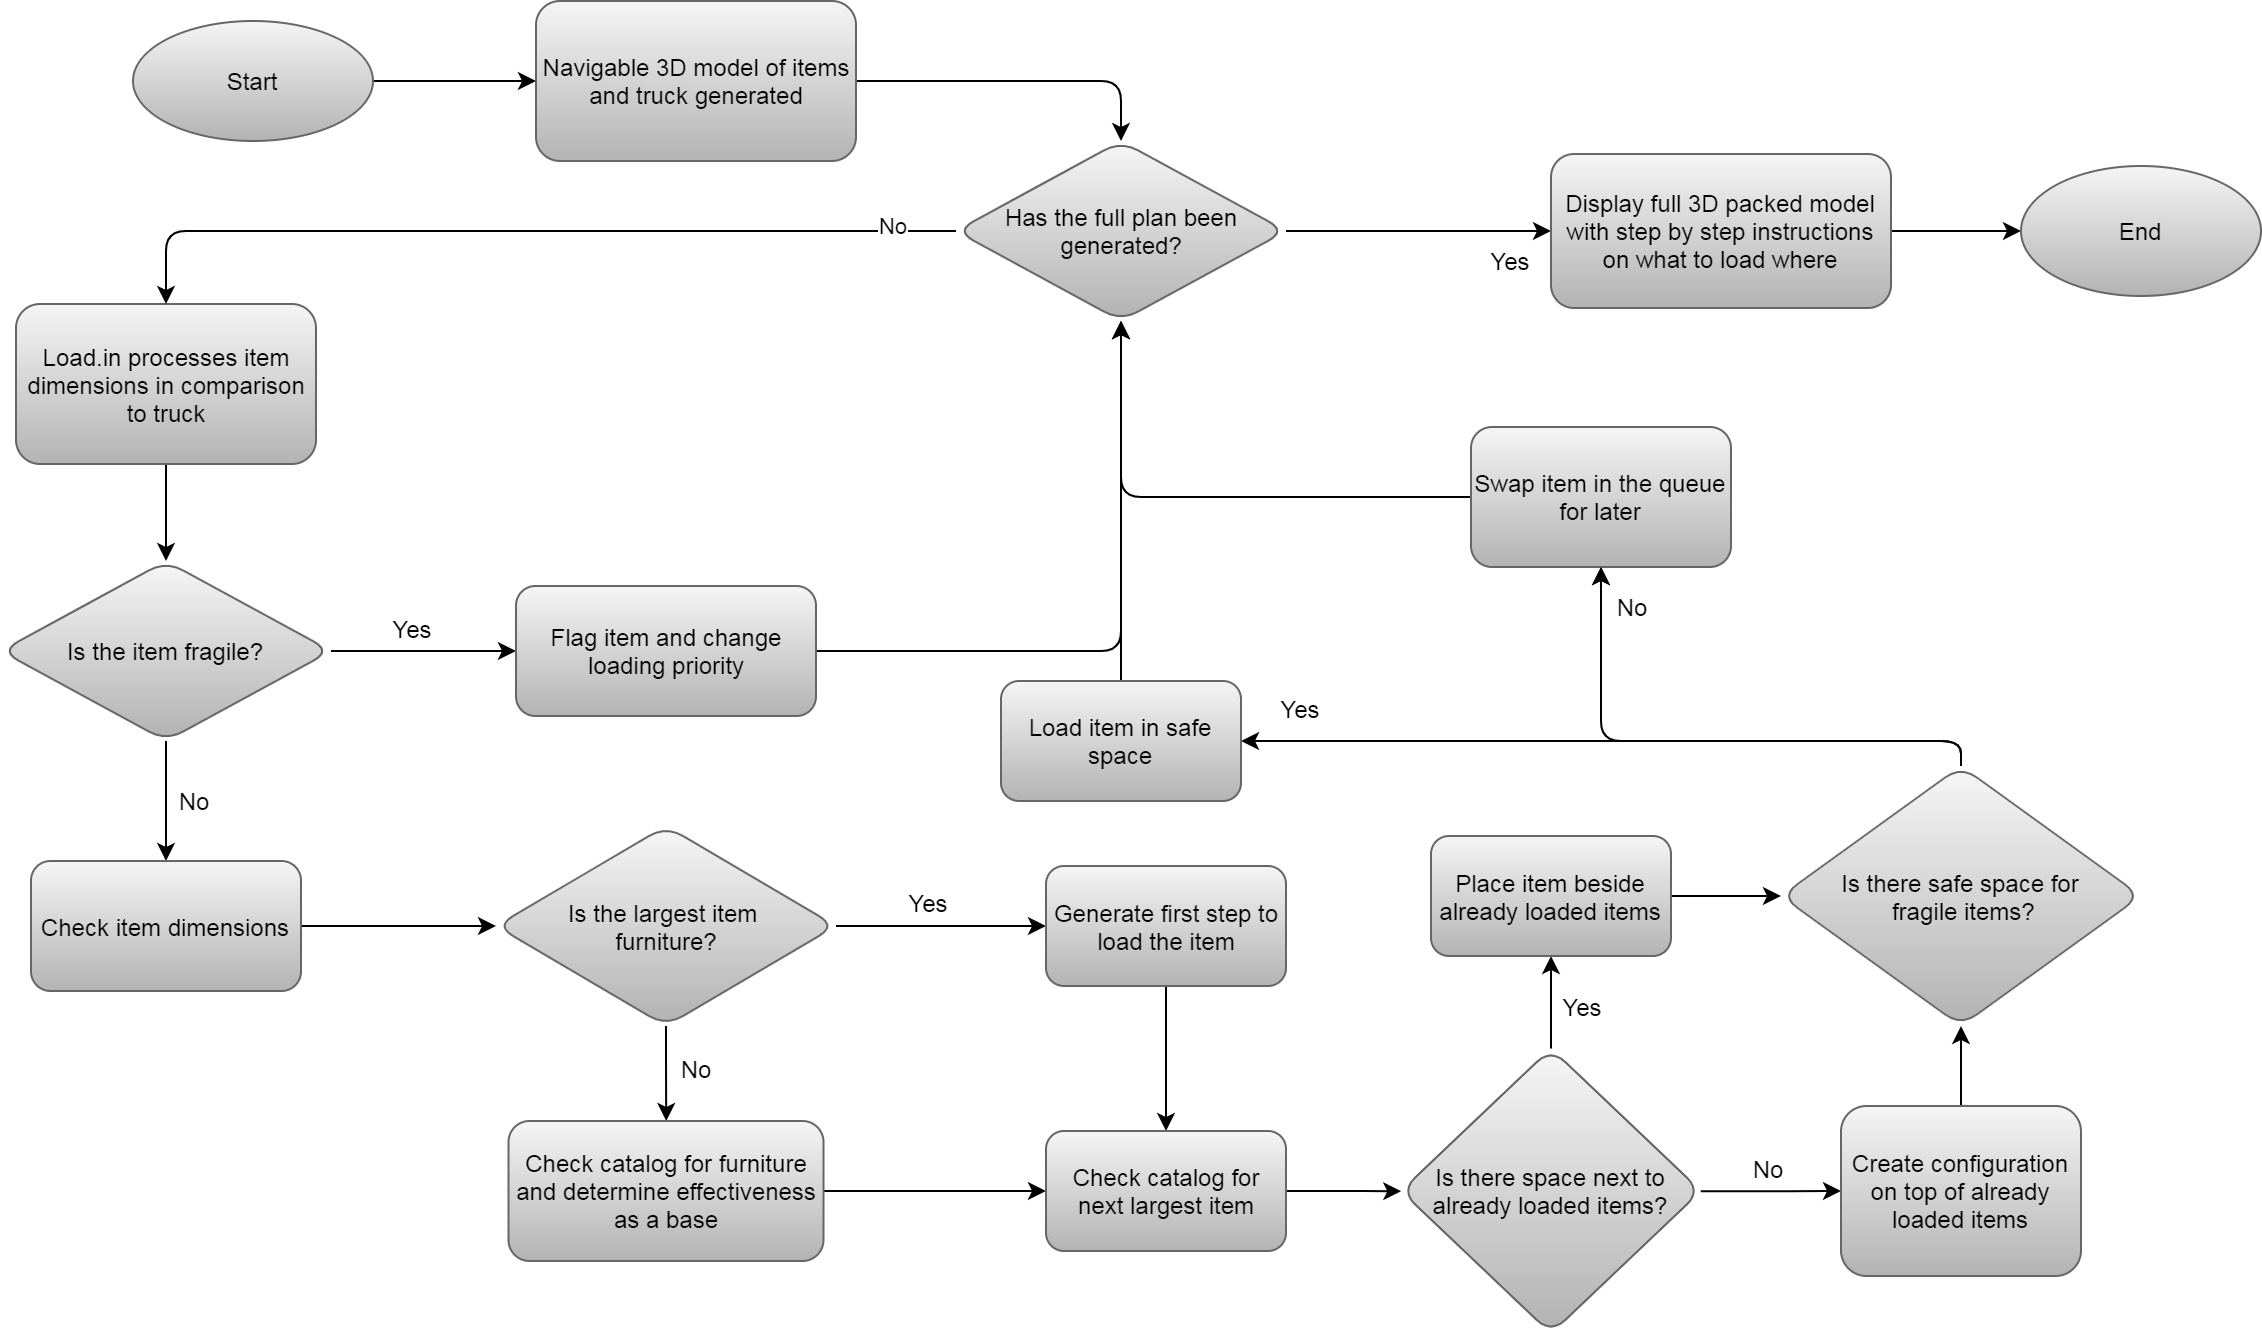 Start
Navigable 3D model of items
and truck generated
Has the full plan been
generated?
No
Yes
Display full 3D packed model
with step by step instructions
on what to load where
End
Load.in processes item
dimensions in comparison
to truck
Swap item in the queue
for later
No
Is the item fragile?
Yes
Flag item and change
loading priority
Load item in safe
space
Yes
No
Check item dimensions
Is the largest item
furniture?
Yes
Generate first step to
load the item
Place item beside
already loaded items
Is there safe space for
fragile items?
Yes
No
Check catalog for furniture
and determine effectiveness
as a base
Check catalog for
next largest item
Is there space next to
already loaded items?
No
Create configuration
on top of already
loaded items